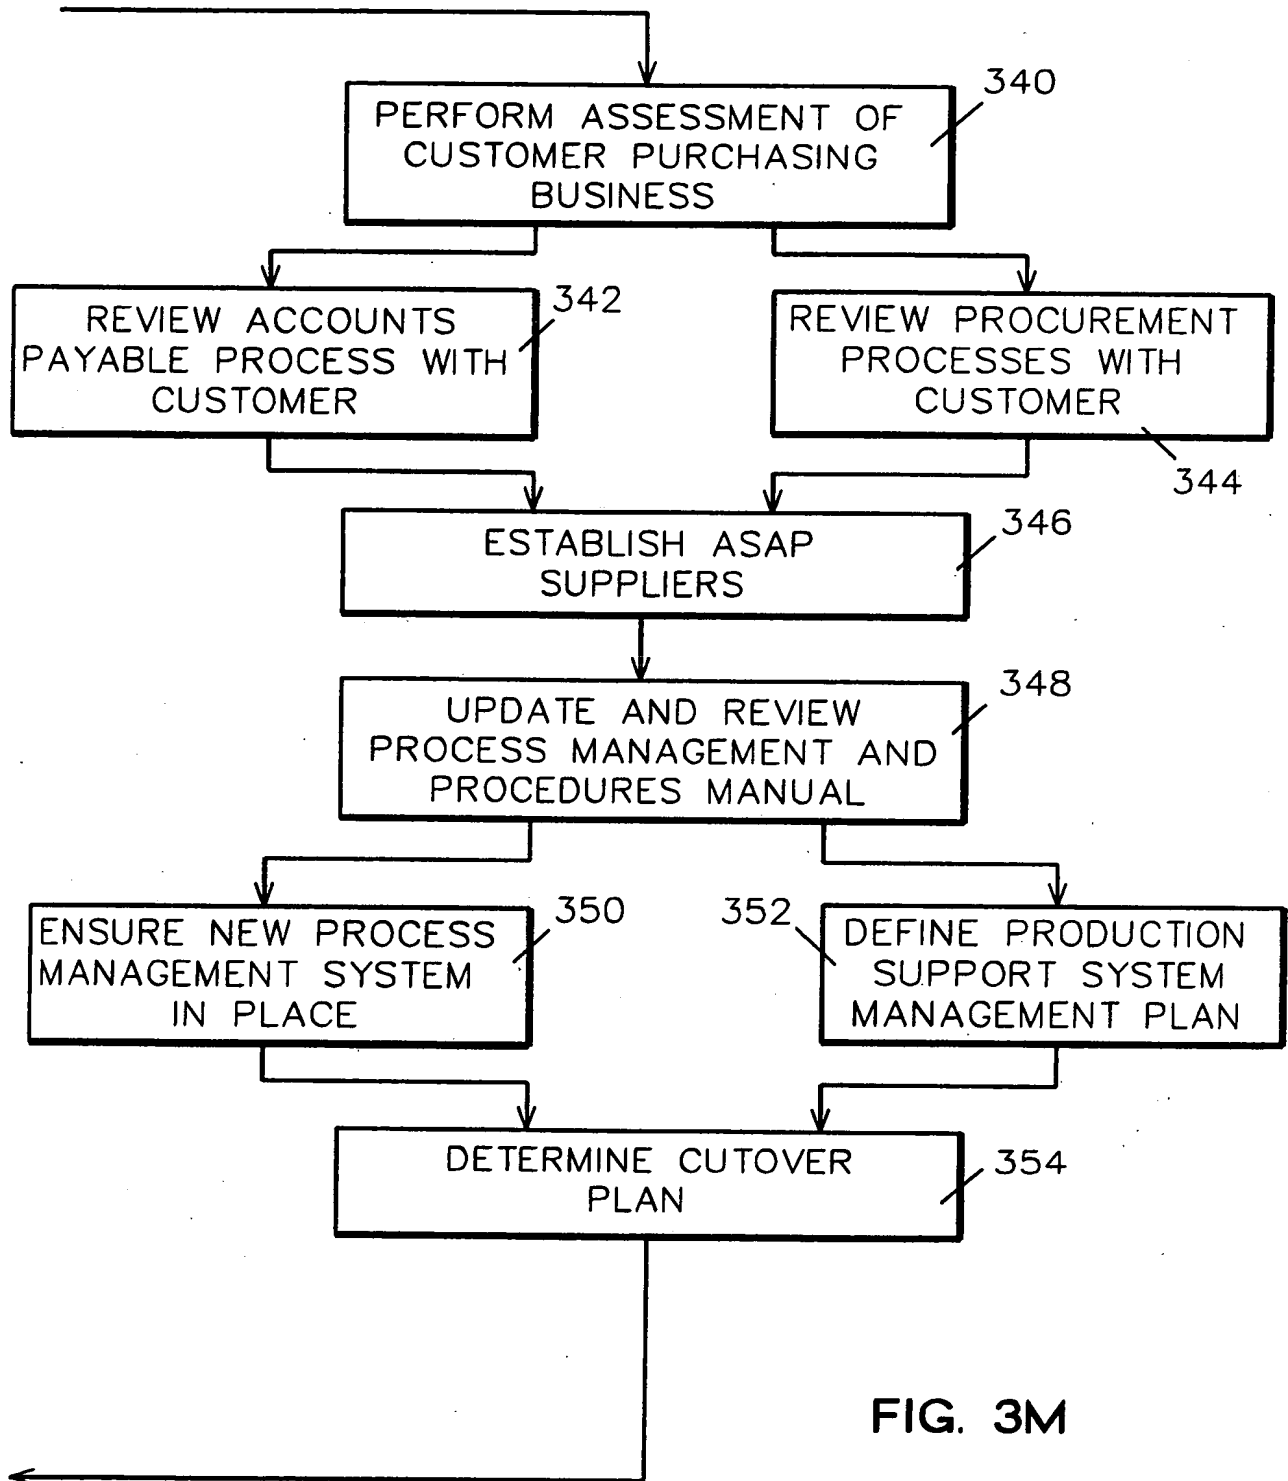 340
PERFORM ASSESSMENT OF
CUSTOMER PURCHASING
BUSINESS
342
REVIEW ACCOUNTS
PAYABLE PROCESS WITH
CUSTOMER
REVIEW PROCUREMENT
PROCESSES WITH
CUSTOMER
344
346
ESTABLISH ASAP
SUPPLIERS
348
UPDATE AND REVIEW
PROCESS MANAGEMENT AND
PROCEDURES MANUAL
350
ENSURE NEW PROCESS
MANAGEMENT SYSTEM
IN PLACE
352
DEFINE PRODUCTION
SUPPORT SYSTEM
MANAGEMENT PLAN
DETERMINE CUTOVER
PLAN
354
FIG. 3M